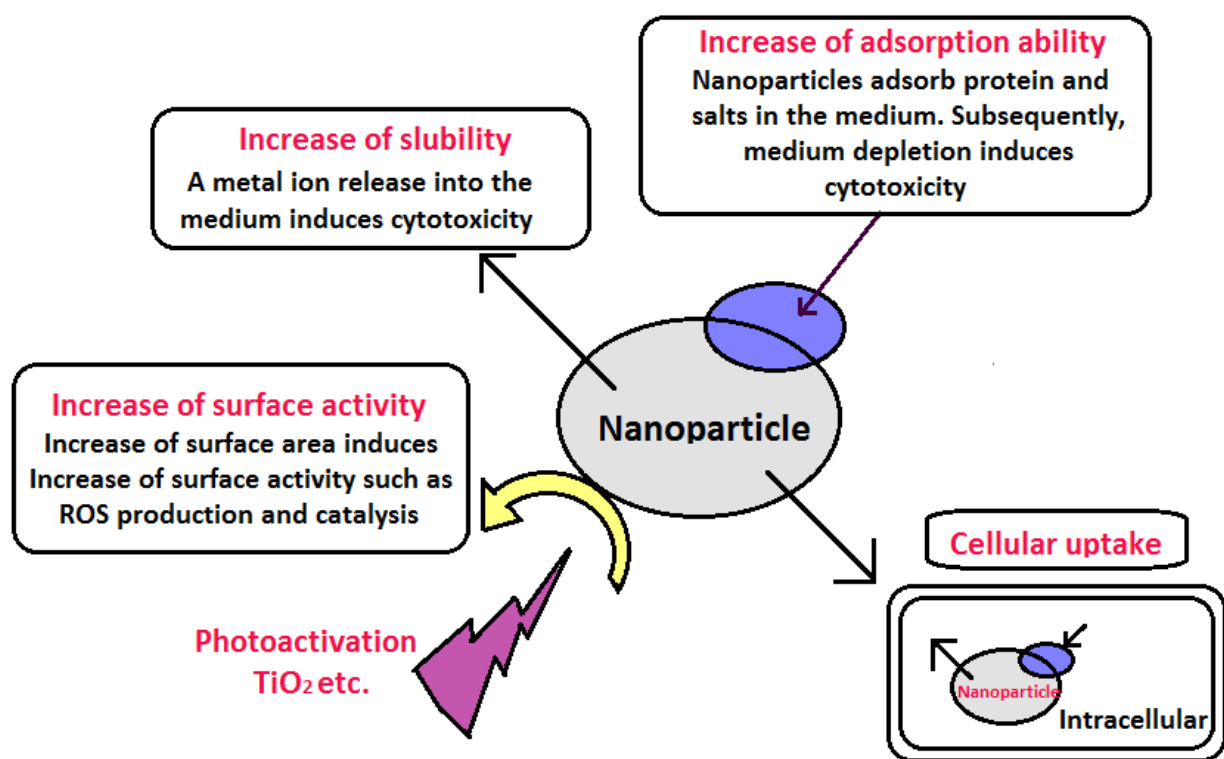 Increase of adsorption ability
Nanoparticles adsorb protein and
salts in the medium. Subsequently,
medium depletion induces
cytotoxicity
Increase of slubility
A metal ion release into the
medium induces cytotoxicity
Increase of surface activity
Increase of surface area induces
Increase of surface activity such as
ROS production and catalysis
Nanoparticle
Photoactivation
TiO₂ etc.
Cellular uptake
Nanoparticle
Intracellular